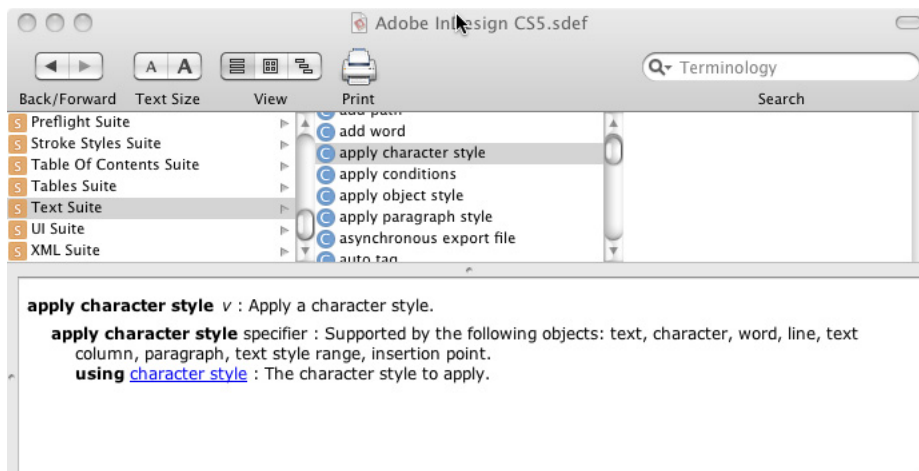 Adobe InDesign CS5.sdef
A A
Terminology
Back/Forward Text Size View Print Search
S Preflight Suite
S Stroke Styles Suite
S Table Of Contents Suite
S Tables Suite
S Text Suite
S UI Suite
S XML Suite
add path
C add word
C apply character style
C apply conditions
C apply object style
C apply paragraph style
C asynchronous export file
C auto tag
apply character style v : Apply a character style.
apply character style specifier : Supported by the following objects: text, character, word, line, text
column, paragraph, text style range, insertion point.
using character style : The character style to apply.